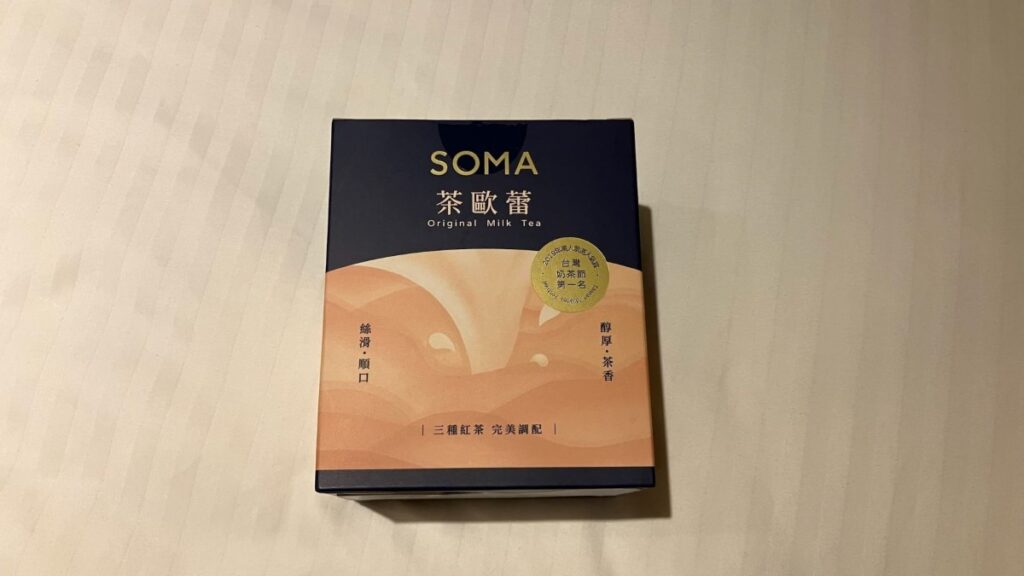 SOMA
茶歐蕾
Original Milk Tea
台灣
奶茶節
第一名
絲滑·順口
醇厚·茶香
三種紅茶 完美調配